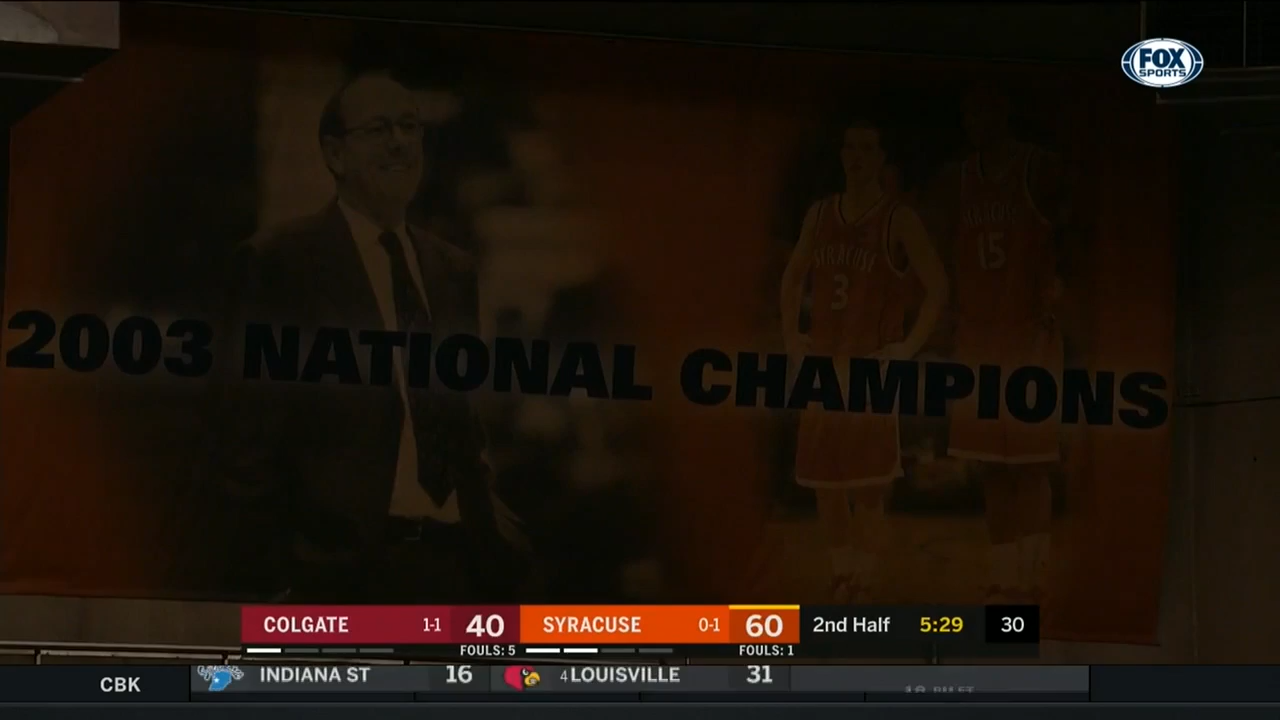 FOX
SPORTS
SYRACUSE
3
SYRACUSE
15
2003 NATIONAL CHAMPIONS
COLGATE 1-1 40 SYRACUSE 0-1 60 2nd Half 5:29 30
FOULS: 5 FOULS: 1
CBK INDIANA ST 16 4 LOUISVILLE 31